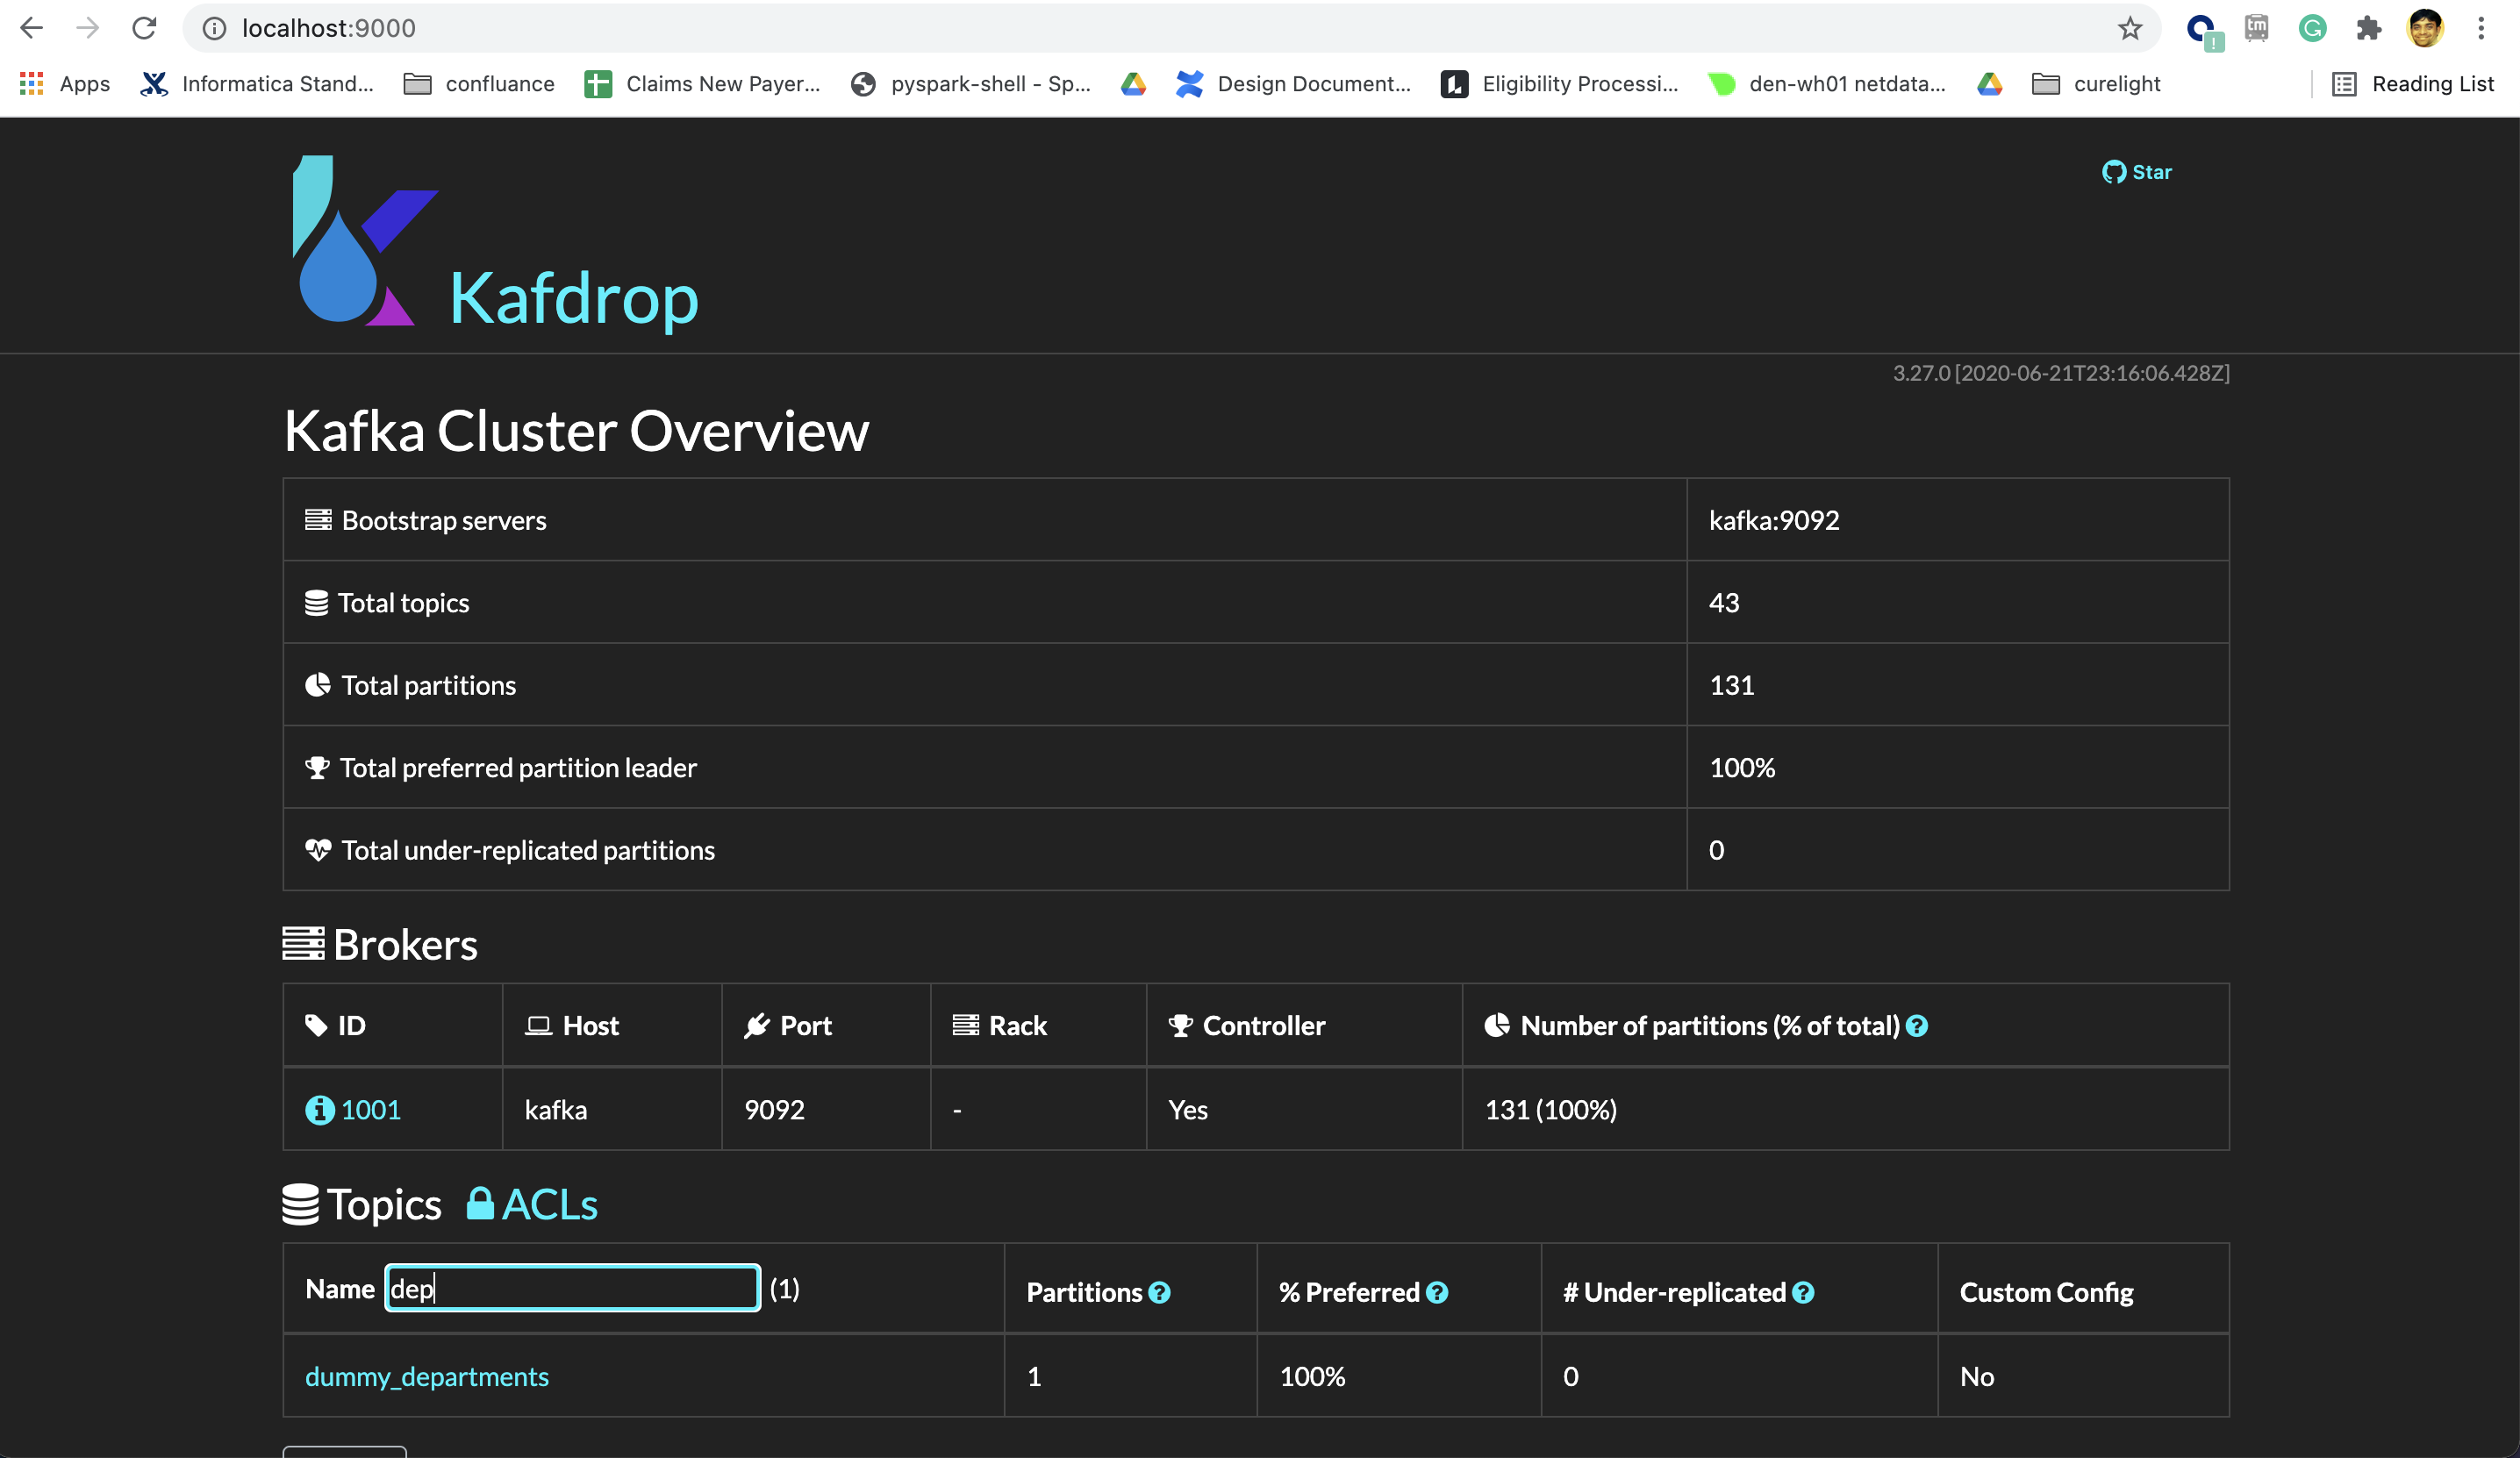 localhost:9000
Apps Informatica Stand... confluance Claims New Payer... pyspark-shell - Sp... Design Document... Eligibility Processi... den-wh01 netdata... curelight Reading List
Star
Kafdrop
3.27.0 [2020-06-21T23:16:06.428Z]
Kafka Cluster Overview
Bootstrap servers kafka:9092
Total topics 43
Total partitions 131
Total preferred partition leader 100%
Total under-replicated partitions 0
Brokers
ID Host Port Rack Controller Number of partitions (% of total)
1001 kafka 9092 - Yes 131 (100%)
Topics ACLs
Name dep (1) Partitions % Preferred # Under-replicated Custom Config
dummy_departments 1 100% 0 No